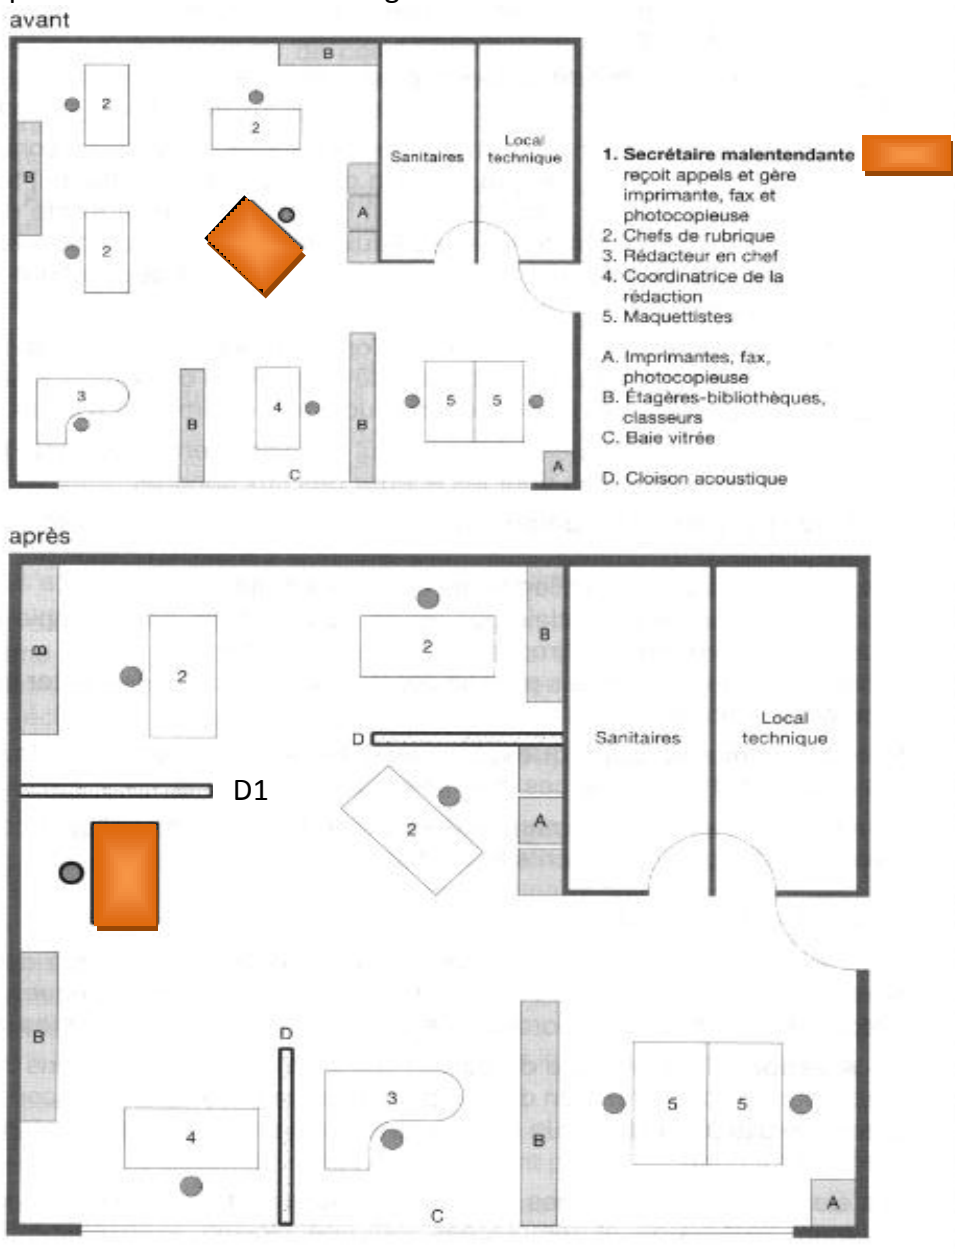 avant
B
2
2
B
Sanitaires
Local
technique
A
2
3
B
4
B
5
5
A
C
1. Secrétaire malentendante
reçoit appels et gère
imprimante, fax et
photocopieuse
2. Chefs de rubrique
3. Rédacteur en chef
4. Coordinatrice de la
rédaction
5. Maquettistes
A. Imprimantes, fax,
photocopieuse
B. Étagères-bibliothèques,
classeurs
C. Baie vitrée
D. Cloison acoustique
après
B
2
2
B
D
Sanitaires
Local
technique
D1
2
A
B
D
4
3
B
5
5
A
C